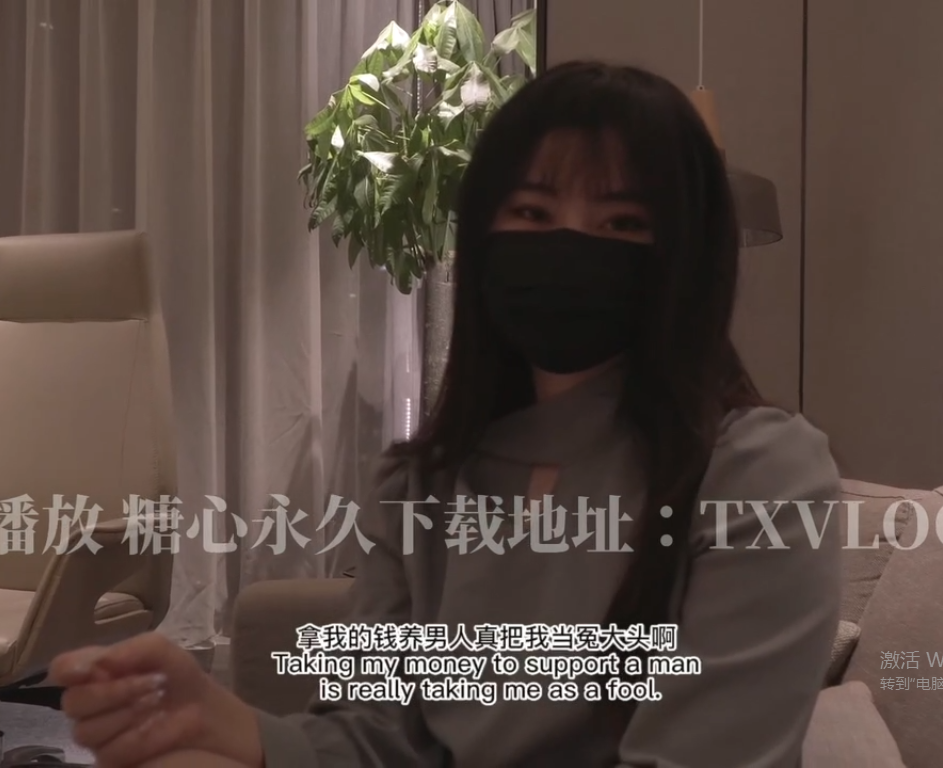 播放 糖心永久下载地址：TXVLOG
拿我的钱养男人真把我当冤大头啊
Taking my money to support a man
is really taking me as a fool.
激活 W
转到"电脑